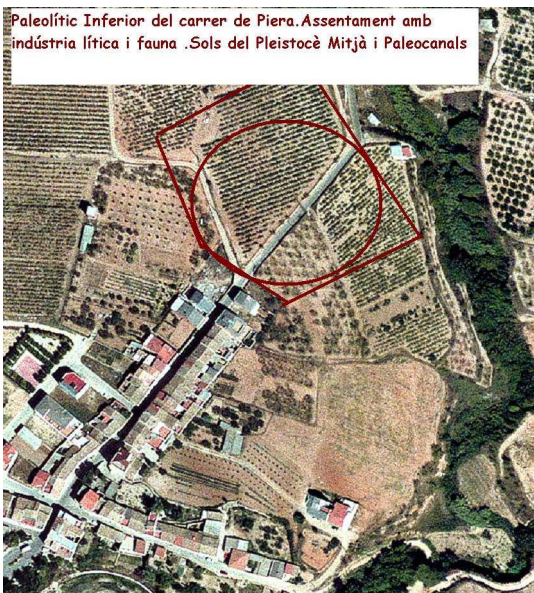 Paleolític Inferior del carrer de Piera.Assentament amb
indústria lítica i fauna .Sols del Pleistocè Mitjà i Paleocanals